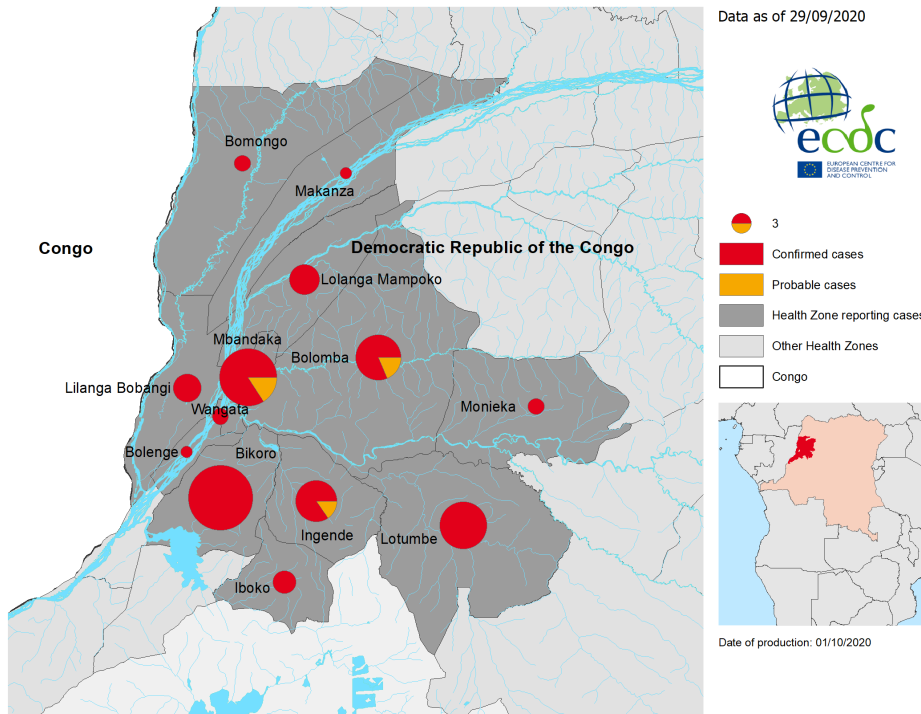 Data as of 29/09/2020
ecdc
EUROPEAN CENTRE FOR
DISEASE PREVENTION
AND CONTROL
3
Confirmed cases
Probable cases
Health Zone reporting cases
Other Health Zones
Congo
Date of production: 01/10/2020
Bomongo
Makanza
Congo
Democratic Republic of the Congo
Lolanga Mampoko
Mbandaka
Bolomba
Lilanga Bobangi
Wangata
Monieka
Bolenge
Bikoro
Ingende
Lotumbe
Iboko